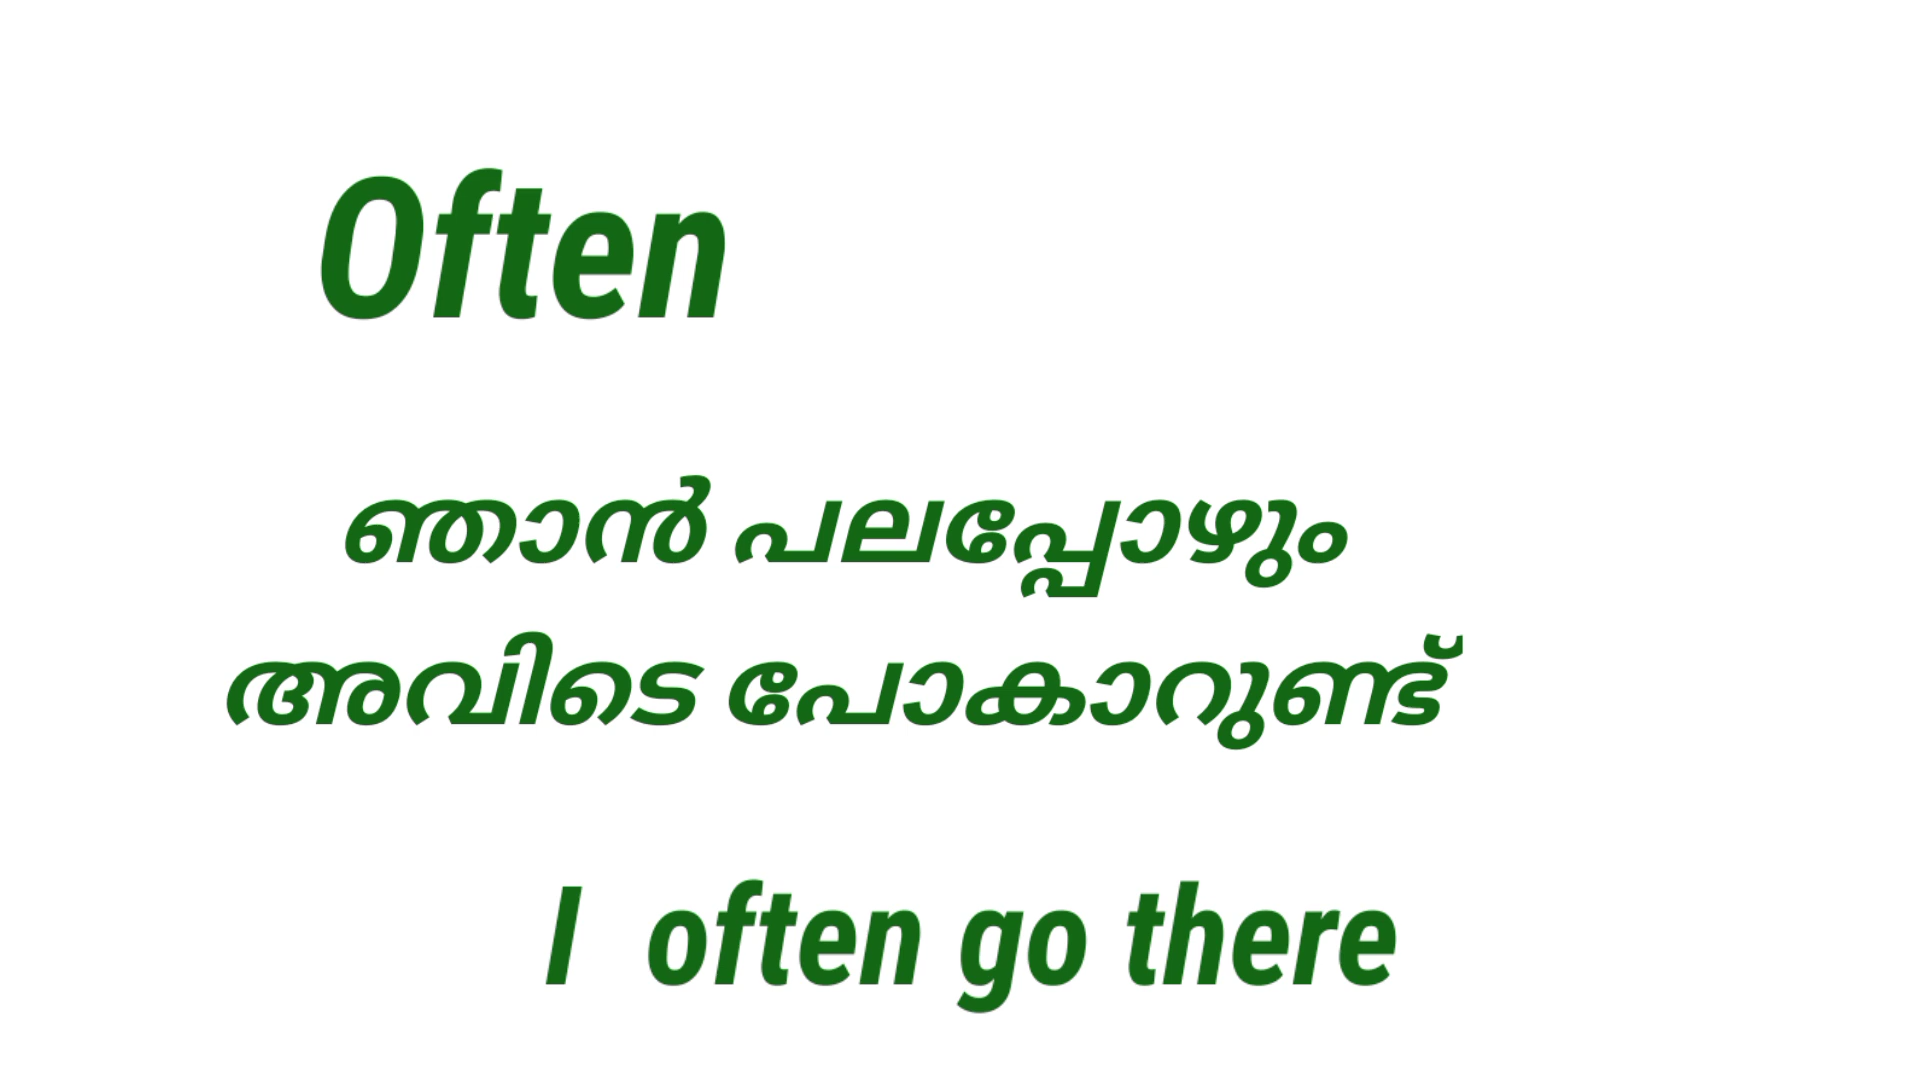 Often
ഞാൻ പലപ്പോഴും
അവിടെ പോകാറുണ്ട്
I often go there